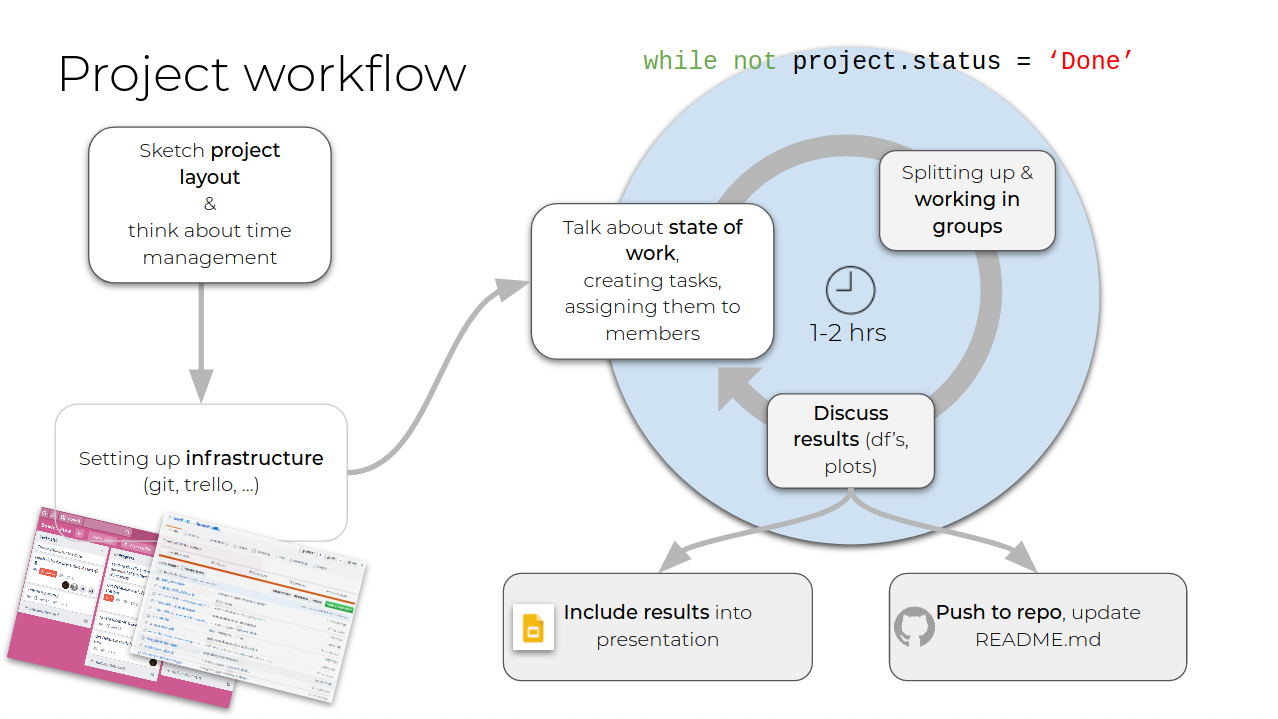 Project workflow
while not project.status = ‘Done’
Sketch project
layout
&
think about time
management
Setting up infrastructure
(git, trello, ...)
Talk about state of
work,
creating tasks,
assigning them to
members
Splitting up &
working in
groups
1-2 hrs
Discuss
results (df’s,
plots)
Include results into
presentation
Push to repo, update
README.md